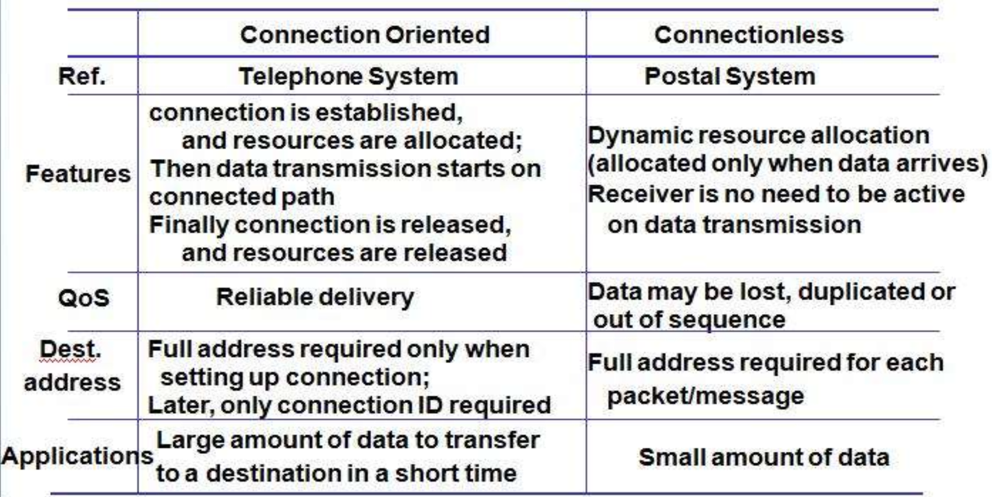 Connection Oriented
Connectionless
Ref.
Telephone System
Postal System
Features
connection is established,
and resources are allocated;
Then data transmission starts on
connected path
Finally connection is released,
and resources are released
Dynamic resource allocation
(allocated only when data arrives)
Receiver is no need to be active
on data transmission
QoS
Reliable delivery
Data may be lost, duplicated or
out of sequence
Dest.
address
Full address required only when
setting up connection;
Later, only connection ID required
Full address required for each
packet/message
Applications
Large amount of data to transfer
to a destination in a short time
Small amount of data